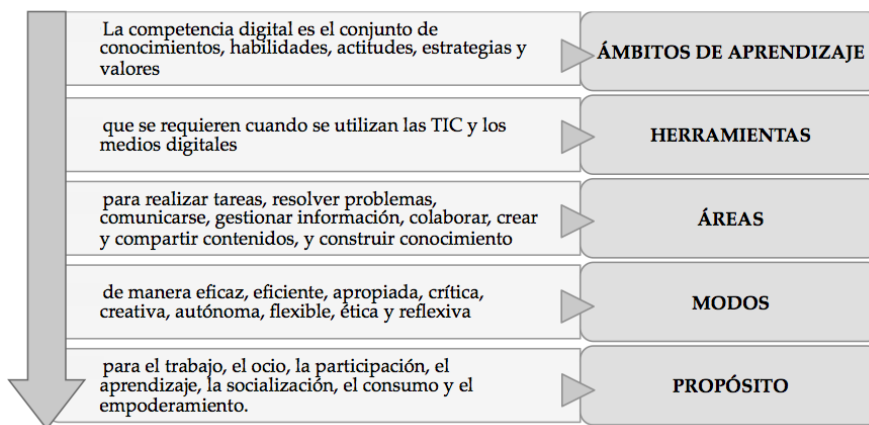 La competencia digital es el conjunto de
conocimientos, habilidades, actitudes, estrategias y
valores
ÁMBITOS DE APRENDIZAJE
que se requieren cuando se utilizan las TIC y los
medios digitales
HERRAMIENTAS
para realizar tareas, resolver problemas,
comunicarse, gestionar información, colaborar, crear
y compartir contenidos, y construir conocimiento
ÁREAS
de manera eficaz, eficiente, apropiada, crítica,
creativa, autónoma, flexible, ética y reflexiva
MODOS
para el trabajo, el ocio, la participación, el
aprendizaje, la socialización, el consumo y el
empoderamiento.
PROPÓSITO